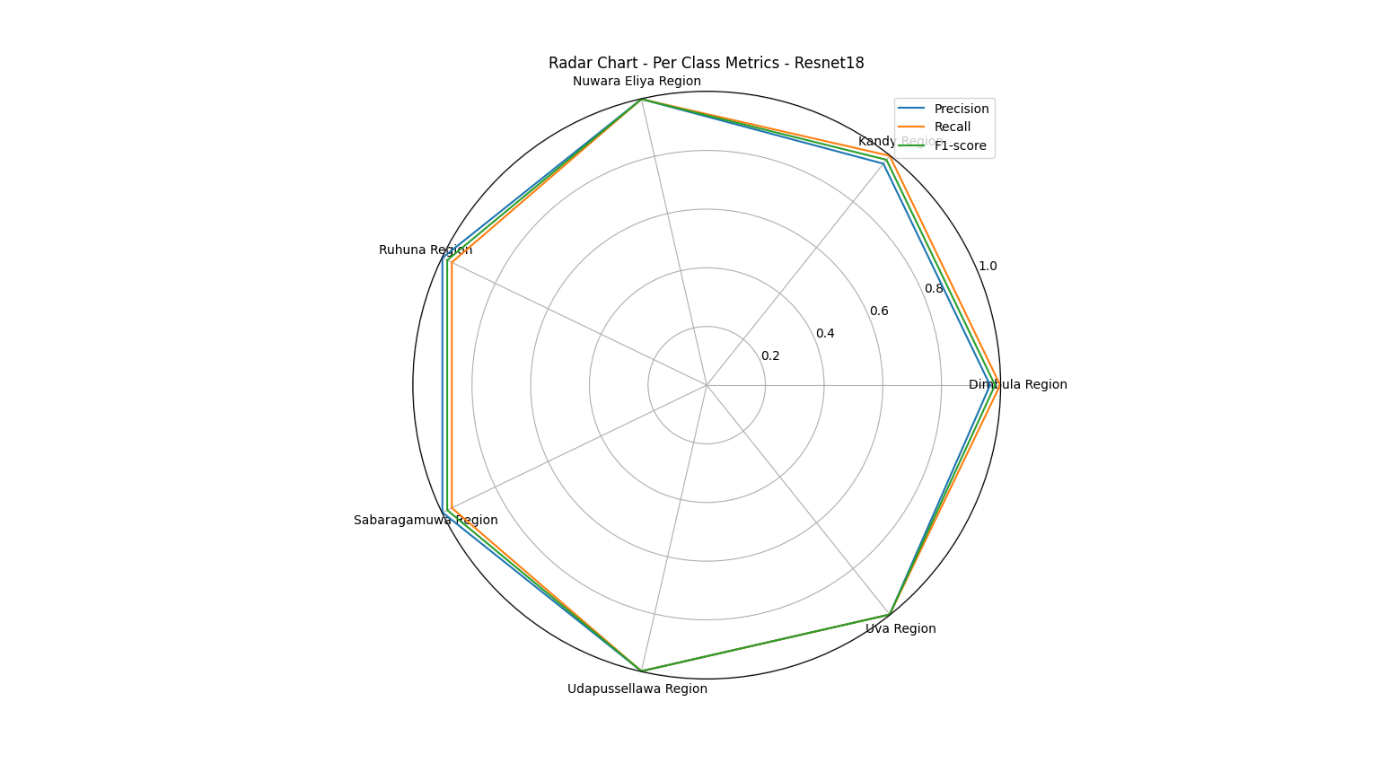 Radar Chart - Per Class Metrics - Resnet18
Nuwara Eliya Region
Precision
Recall
F1-score
Kandy Region
Ruhuna Region
1.0
0.8
0.6
0.4
0.2
Dimbula Region
Sabaragamuwa Region
Uva Region
Udapussellawa Region